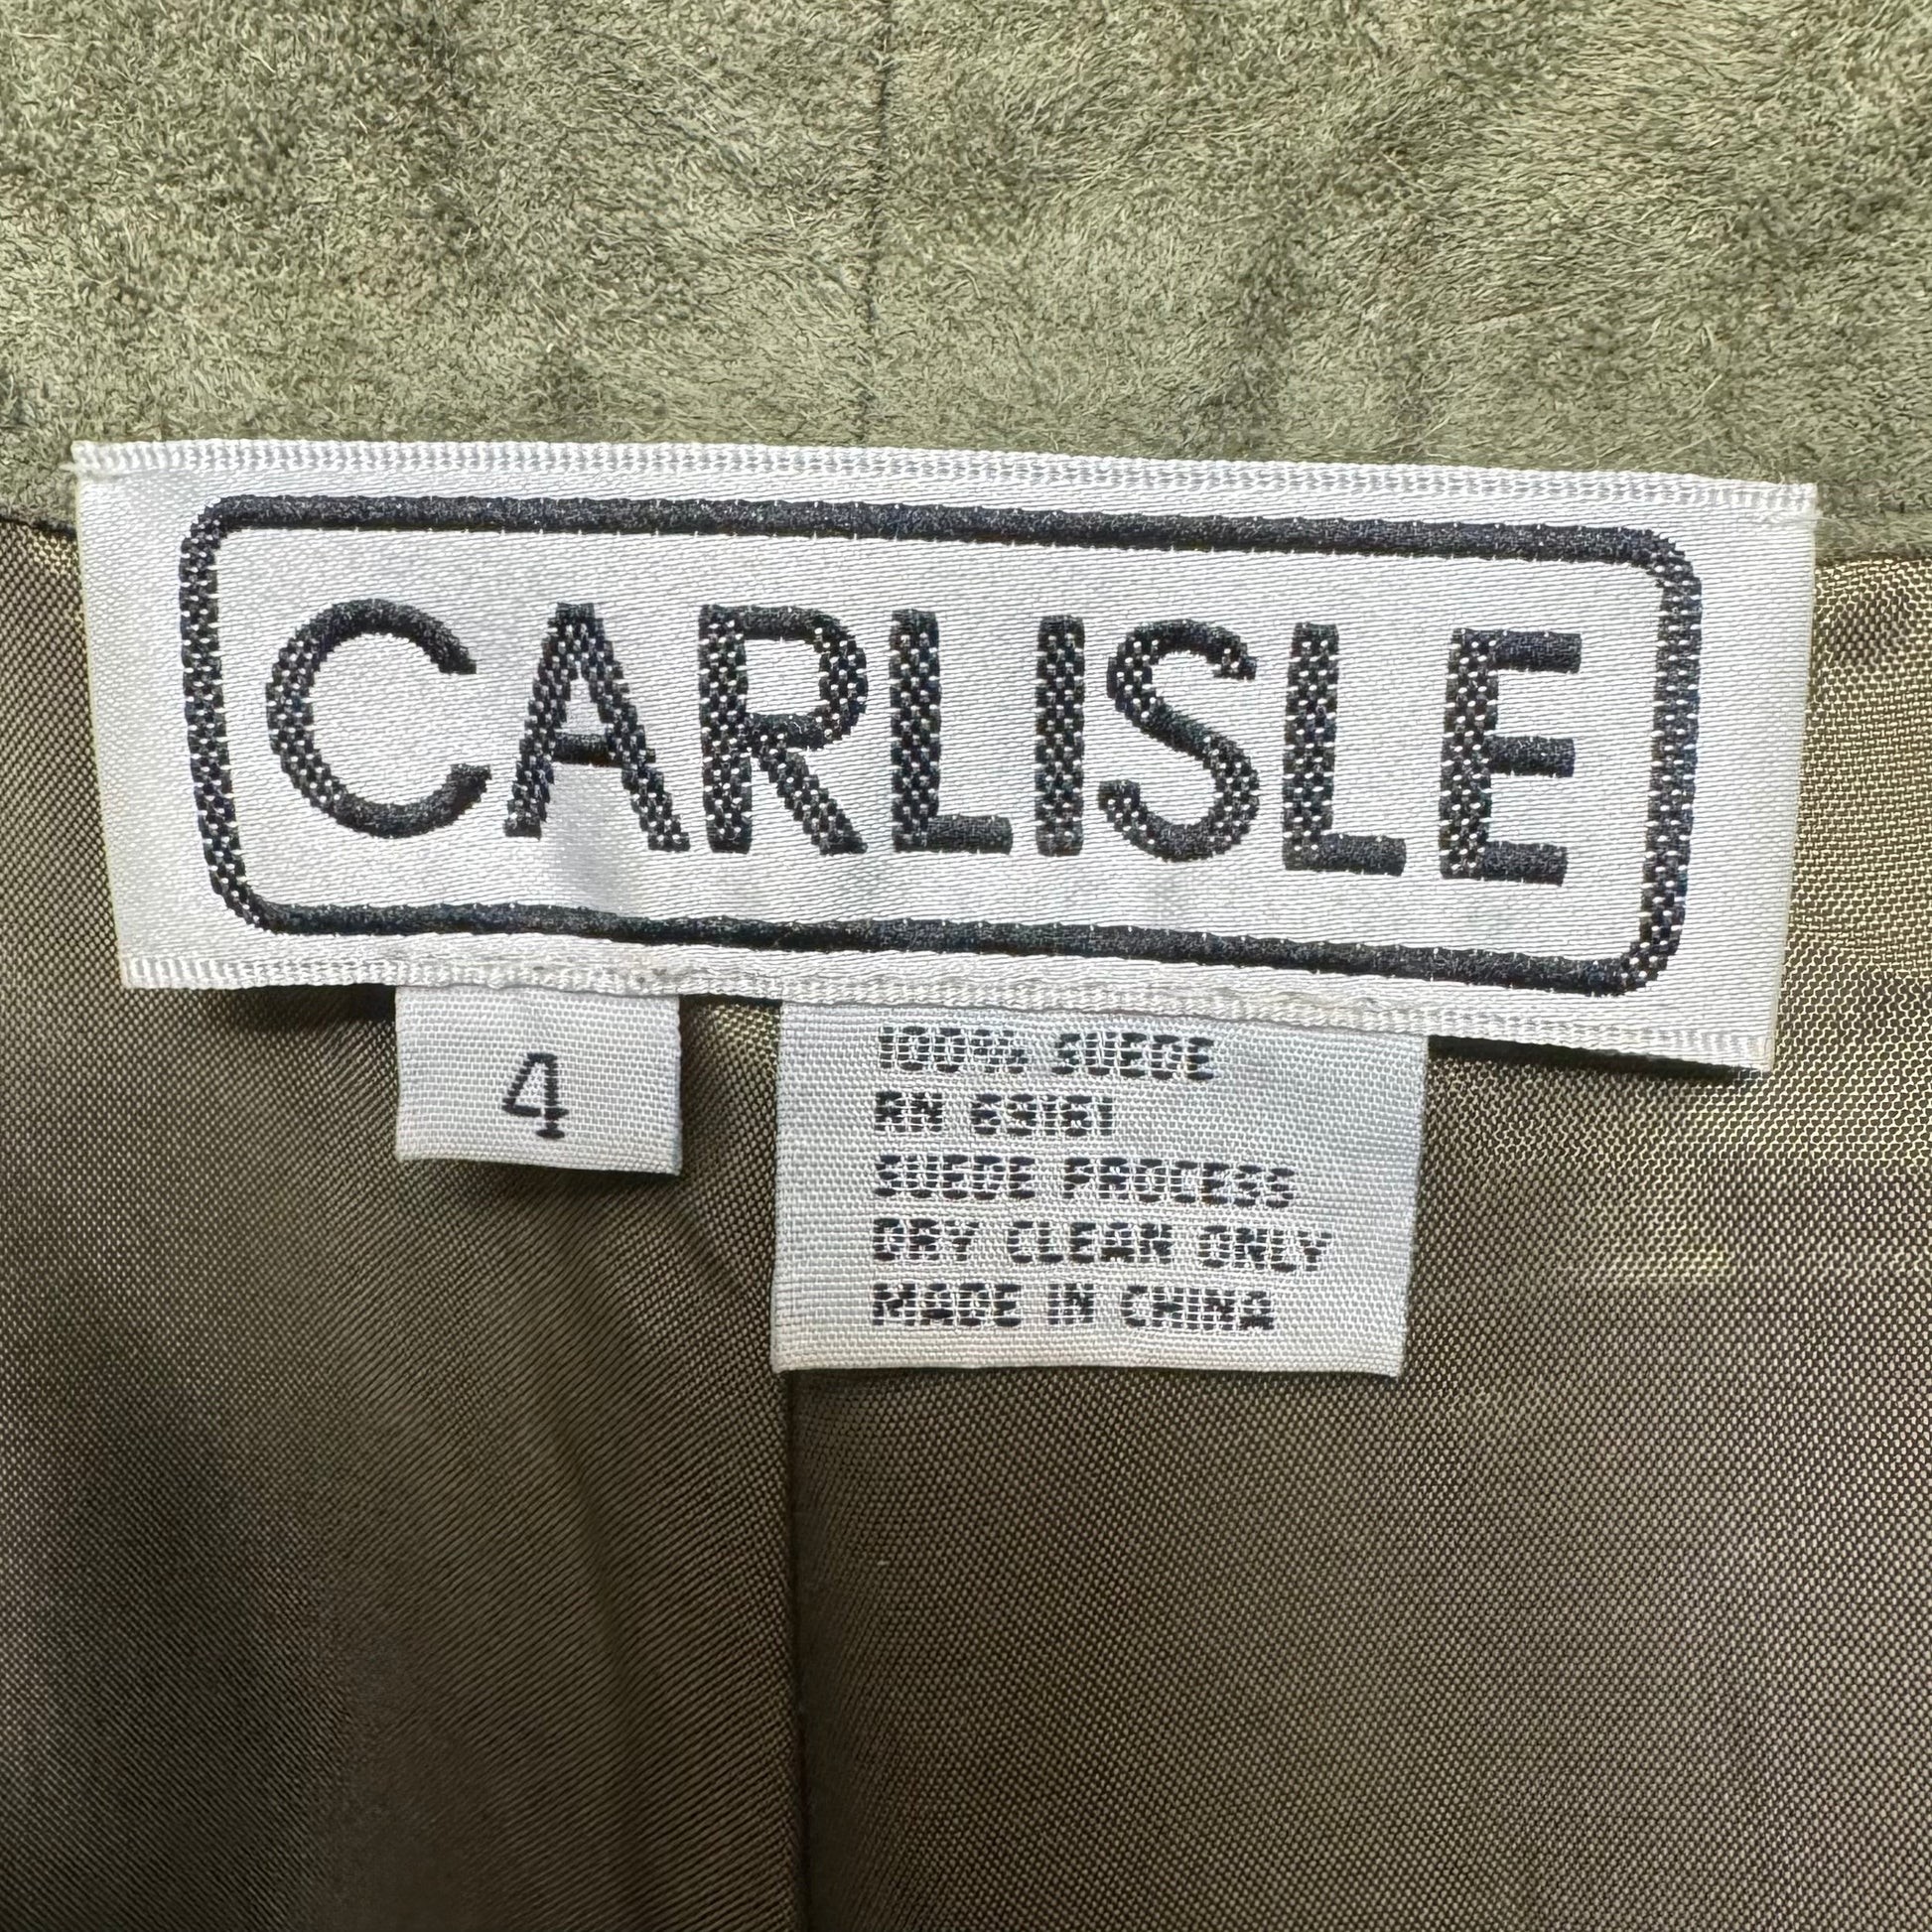 CARLISLE
4
100% SUEDE
RN 69161
SUEDE PROCESS
DRY CLEAN ONLY
MADE IN CHINA